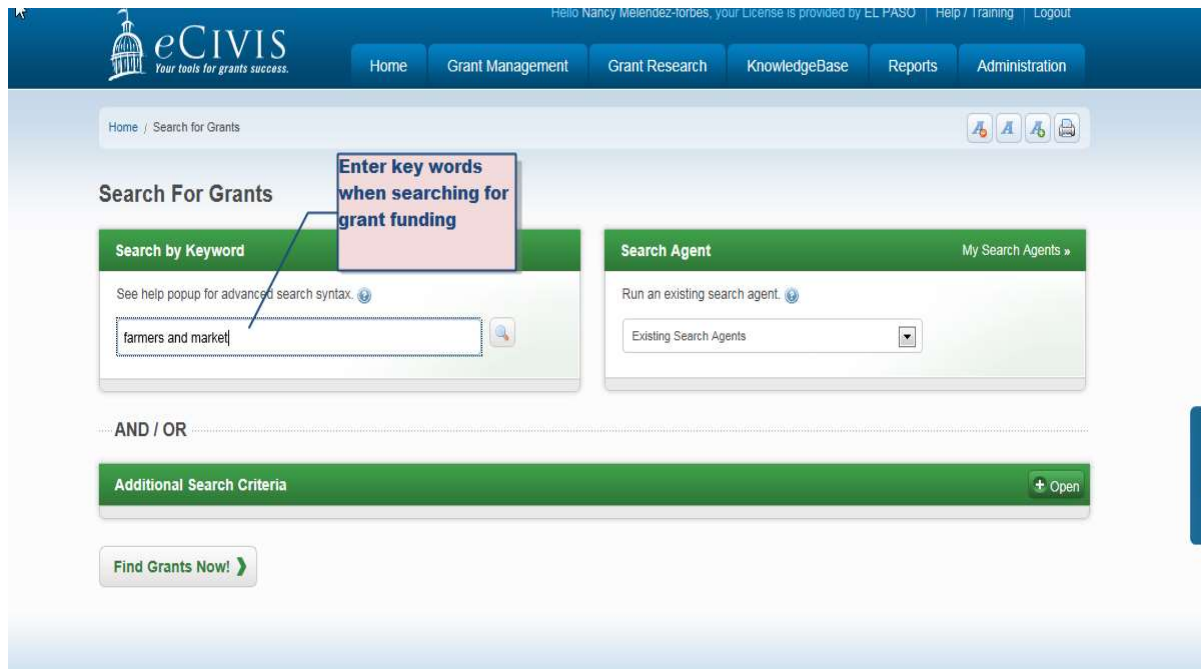 Hello Nancy Melendez-forbes, your License is provided by EL PASO | Help / Training | Logout
eCIVIS
Your tools for grants success.
Home Grant Management Grant Research KnowledgeBase Reports Administration
Home / Search for Grants
A A A
Enter key words
when searching for
grant funding
Search For Grants
Search by Keyword
Search Agent My Search Agents »
See help popup for advanced search syntax.
Run an existing search agent.
farmers and market
Existing Search Agents
AND / OR
Additional Search Criteria
+ Open
Find Grants Now! ❯